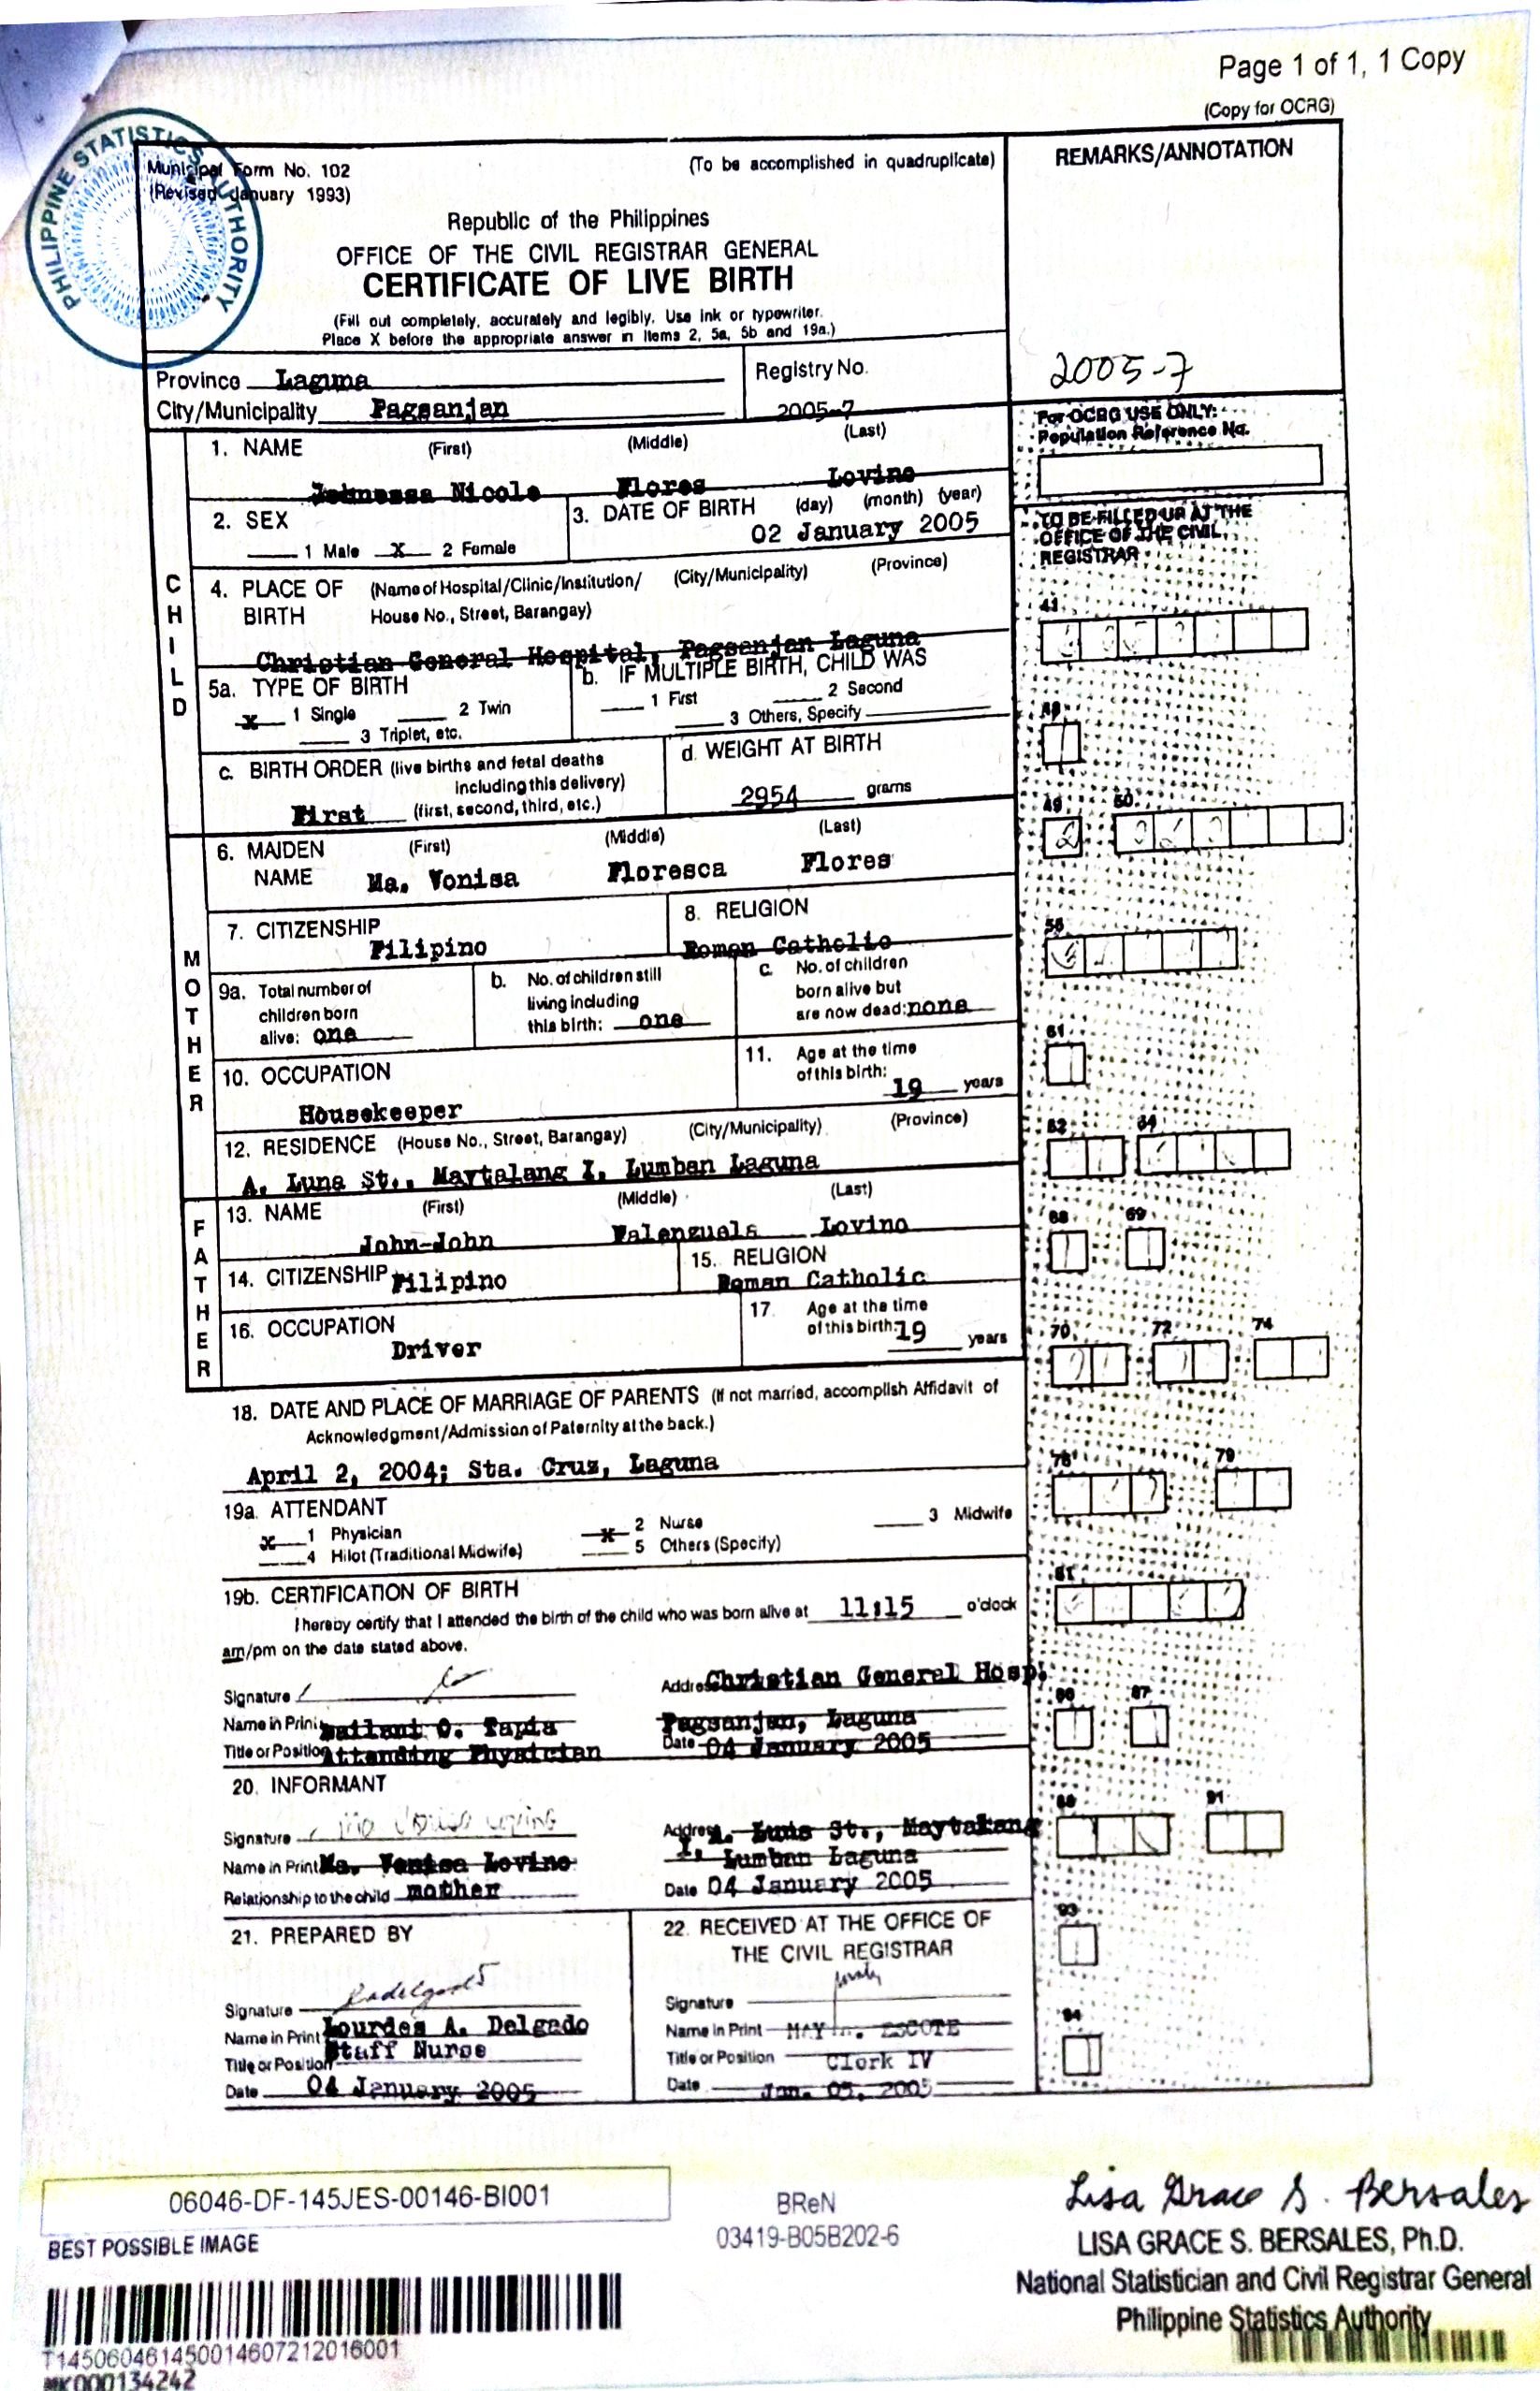 Page 1 of 1, 1 Copy
(Copy for OCRG)
PHILIPPINE STATISTICS AUTHORITY
Municipal Form No. 102
(Revised January 1993)
(To be accomplished in quadruplicate)
REMARKS/ANNOTATION
Republic of the Philippines
OFFICE OF THE CIVIL REGISTRAR GENERAL
CERTIFICATE OF LIVE BIRTH
(Fill out completely, accurately and legibly. Use ink or typewriter.
Place X before the appropriate answer in Items 2, 5a, 5b and 19a.)
Province Laguna
Registry No.
2005-7
City/Municipality Pagsanjan
2005-7
For OCRG USE ONLY:
Population Reference No.
1. NAME (First) (Middle) (Last)
Johnessa Nicole Flores Lovino
2. SEX
1 Male X 2 Female
3. DATE OF BIRTH (day) (month) (year)
02 January 2005
TO BE FILLED UP AT THE
OFFICE OF THE CIVIL
REGISTRAR
CHILD
4. PLACE OF BIRTH (Name of Hospital/Clinic/Institution/ (City/Municipality) (Province)
House No., Street, Barangay)
Christian General Hospital, Pagsanjan Laguna
41
5a. TYPE OF BIRTH
x 1 Single 2 Twin
3 Triplet, etc.
b. IF MULTIPLE BIRTH, CHILD WAS
1 First 2 Second
3 Others, Specify
48
c. BIRTH ORDER (live births and fetal deaths
including this delivery)
First (first, second, third, etc.)
d. WEIGHT AT BIRTH
2954 grams
49 50
MOTHER
6. MAIDEN NAME (First) (Middle) (Last)
Ma. Vonisa Floresca Flores
7. CITIZENSHIP
Filipino
8. RELIGION
Roman Catholic
56
9a. Total number of
children born
alive: one
b. No. of children still
living including
this birth: one
c. No. of children
born alive but
are now dead: none
61
10. OCCUPATION
Housekeeper
11. Age at the time
of this birth:
19 years
12. RESIDENCE (House No., Street, Barangay) (City/Municipality) (Province)
A. Luna St., Maytalang I, Lumban Laguna
62 64
FATHER
13. NAME (First) (Middle) (Last)
John-John Valenzuela Lovino
68 69
14. CITIZENSHIP Filipino
15. RELIGION
Roman Catholic
16. OCCUPATION
Driver
17. Age at the time
of this birth: 19 years
70 72 74
18. DATE AND PLACE OF MARRIAGE OF PARENTS (If not married, accomplish Affidavit of
Acknowledgment/Admission of Paternity at the back.)
April 2, 2004; Sta. Cruz, Laguna
76 79
19a. ATTENDANT
x 1 Physician x 2 Nurse 3 Midwife
4 Hilot (Traditional Midwife) 5 Others (Specify)
19b. CERTIFICATION OF BIRTH
81
I hereby certify that I attended the birth of the child who was born alive at 11:15 o'clock
am/pm on the date stated above.
Signature
Address Christian General Hosp.
Name in Print O. Tapia
Pagsanjan, Laguna
Title or Position Attending Physician
Date 04 January 2005
86 87
20. INFORMANT
Signature
Address A. Luna St., Maytalang
I, Lumban Laguna
Name in Print Ma. Vonisa Lovino
Relationship to the child mother
Date 04 January 2005
88 91
21. PREPARED BY
22. RECEIVED AT THE OFFICE OF
THE CIVIL REGISTRAR
93
Signature
Signature
Name in Print Lourdes A. Delgado
Name in Print MAY ESCOTE
Title or Position Staff Nurse
Title or Position Clerk IV
Date 04 January 2005
Date Jan. 05, 2005
94
06046-DF-145JES-00146-BI001
BEST POSSIBLE IMAGE
BReN
03419-B05B202-6
Lisa Grace S. Bersales
LISA GRACE S. BERSALES, Ph.D.
National Statistician and Civil Registrar General
Philippine Statistics Authority
T145060461450014607212016001
MK000134242